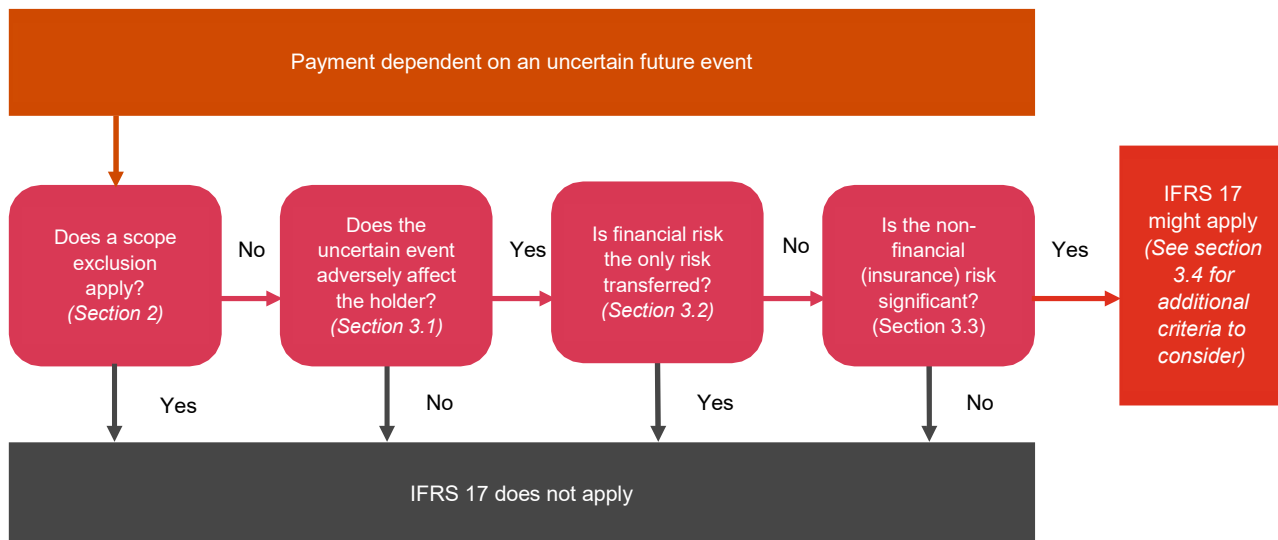 Payment dependent on an uncertain future event
Does a scope
exclusion
apply?
(Section 2)
No
Does the
uncertain event
adversely affect
the holder?
(Section 3.1)
Yes
Is financial risk
the only risk
transferred?
(Section 3.2)
No
Is the non-
financial
(insurance) risk
significant?
(Section 3.3)
Yes
IFRS 17
might apply
(See section
3.4 for
additional
criteria to
consider)
Yes
No
Yes
No
IFRS 17 does not apply